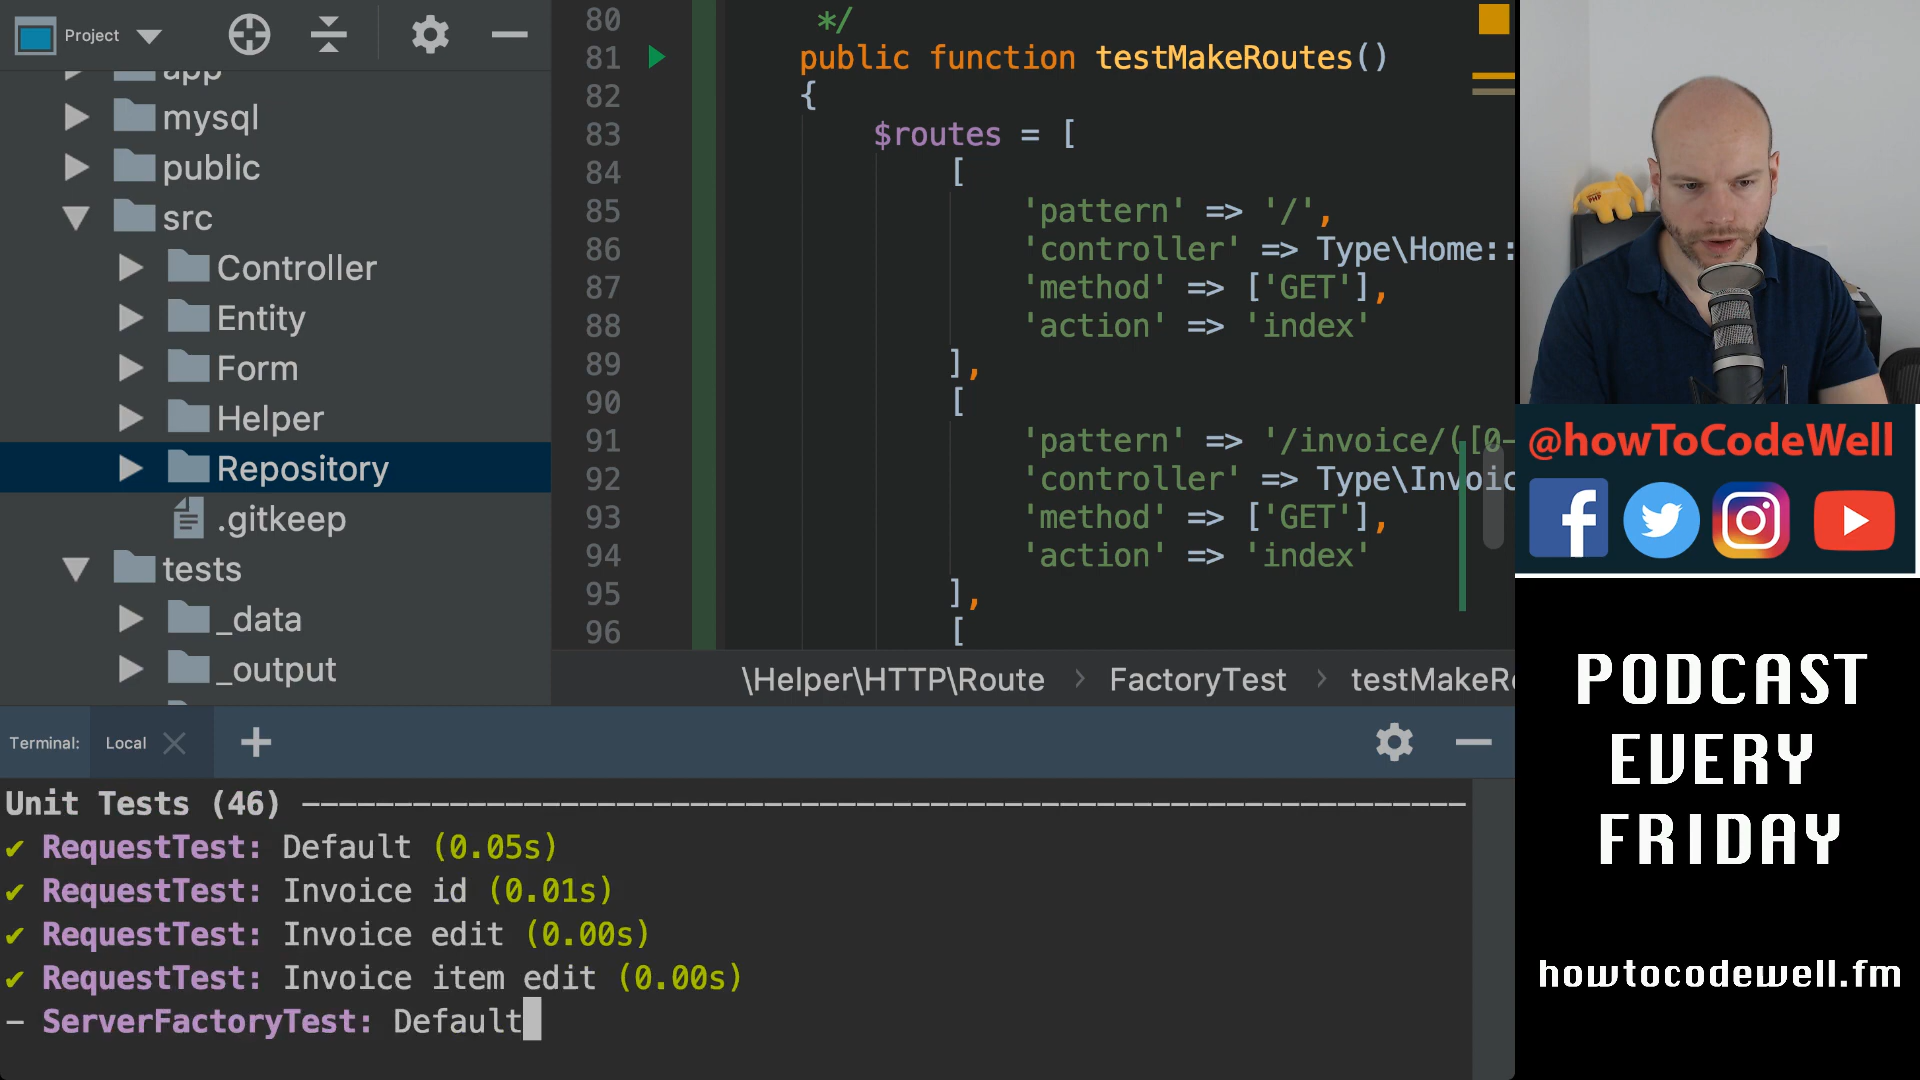 Project
app
mysql
public
src
Controller
Entity
Form
Helper
Repository
.gitkeep
tests
_data
_output
80 */
81 public function testMakeRoutes()
82 {
83 $routes = [
84 [
85 'pattern' => '/',
86 'controller' => Type\Home::
87 'method' => ['GET'],
88 'action' => 'index'
89 ],
90 [
91 'pattern' => '/invoice/([0-
92 'controller' => Type\Invoic
93 'method' => ['GET'],
94 'action' => 'index'
95 ],
96 [
\Helper\HTTP\Route > FactoryTest > testMakeRo
Terminal: Local
Unit Tests (46) ----------------------------------------------------------------
✔ RequestTest: Default (0.05s)
✔ RequestTest: Invoice id (0.01s)
✔ RequestTest: Invoice edit (0.00s)
✔ RequestTest: Invoice item edit (0.00s)
- ServerFactoryTest: Default
@howToCodeWell
PODCAST
EVERY
FRIDAY
howtocodewell.fm